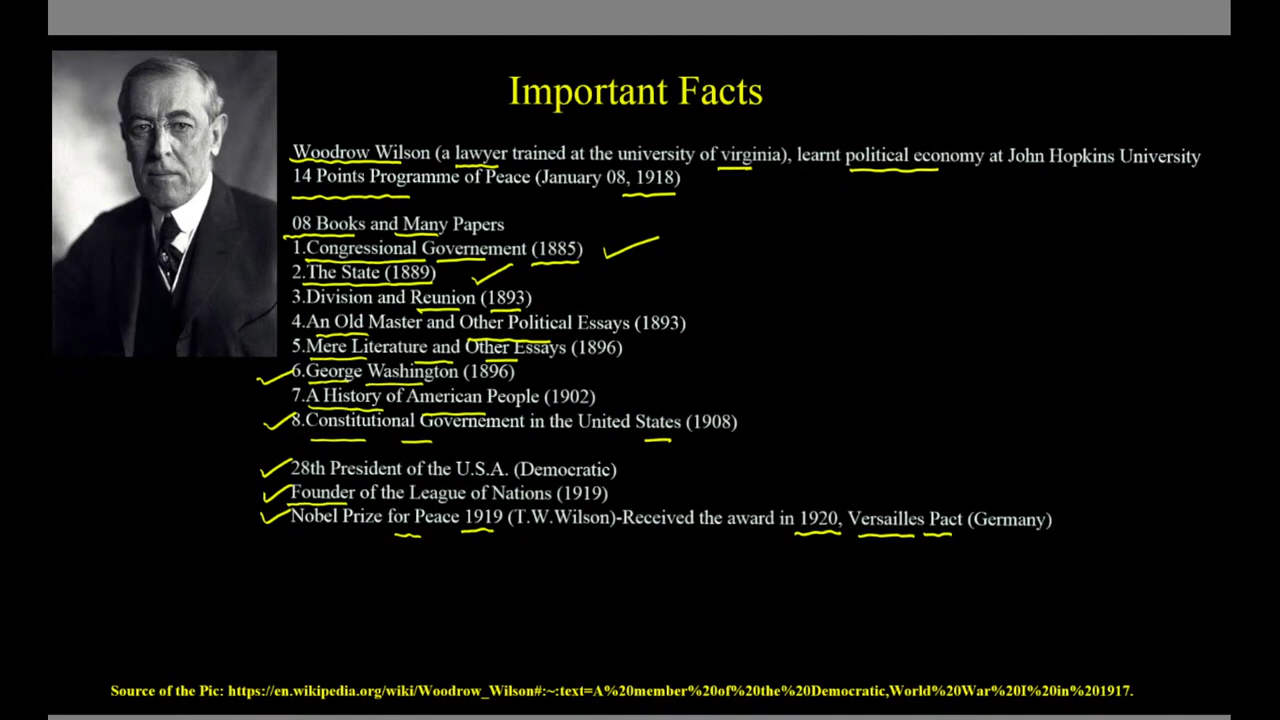 Important Facts
Woodrow Wilson (a lawyer trained at the university of virginia), learnt political economy at John Hopkins University
14 Points Programme of Peace (January 08, 1918)
08 Books and Many Papers
1.Congressional Governement (1885)
2.The State (1889)
3.Division and Reunion (1893)
4.An Old Master and Other Political Essays (1893)
5.Mere Literature and Other Essays (1896)
6.George Washington (1896)
7.A History of American People (1902)
8.Constitutional Governement in the United States (1908)
28th President of the U.S.A. (Democratic)
Founder of the League of Nations (1919)
Nobel Prize for Peace 1919 (T.W.Wilson)-Received the award in 1920, Versailles Pact (Germany)
Source of the Pic: https://en.wikipedia.org/wiki/Woodrow_Wilson#:~:text=A%20member%20of%20the%20Democratic,World%20War%20I%20in%201917.